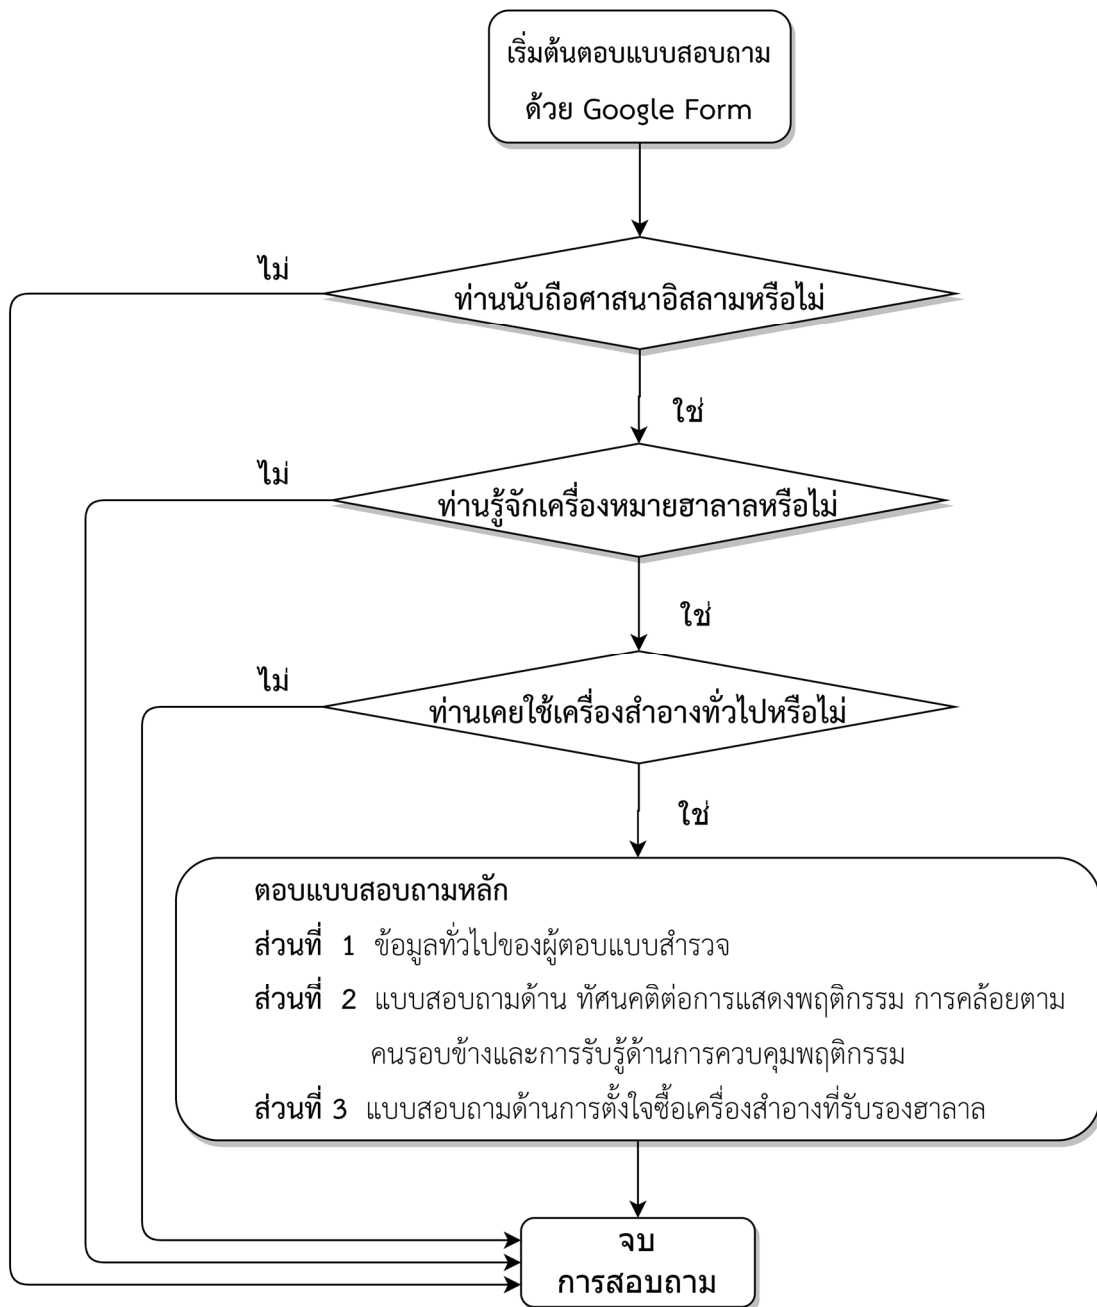 เริ่มต้นตอบแบบสอบถาม
ด้วย Google Form
ไม่
ท่านนับถือศาสนาอิสลามหรือไม่
ใช่
ไม่
ท่านรู้จักเครื่องหมายฮาลาลหรือไม่
ใช่
ไม่
ท่านเคยใช้เครื่องสำอางทั่วไปหรือไม่
ใช่
ตอบแบบสอบถามหลัก
ส่วนที่ 1 ข้อมูลทั่วไปของผู้ตอบแบบสำรวจ
ส่วนที่ 2 แบบสอบถามด้าน ทัศนคติต่อการแสดงพฤติกรรม การคล้อยตาม
คนรอบข้างและการรับรู้ด้านการควบคุมพฤติกรรม
ส่วนที่ 3 แบบสอบถามด้านการตั้งใจซื้อเครื่องสำอางที่รับรองฮาลาล
จบ
การสอบถาม